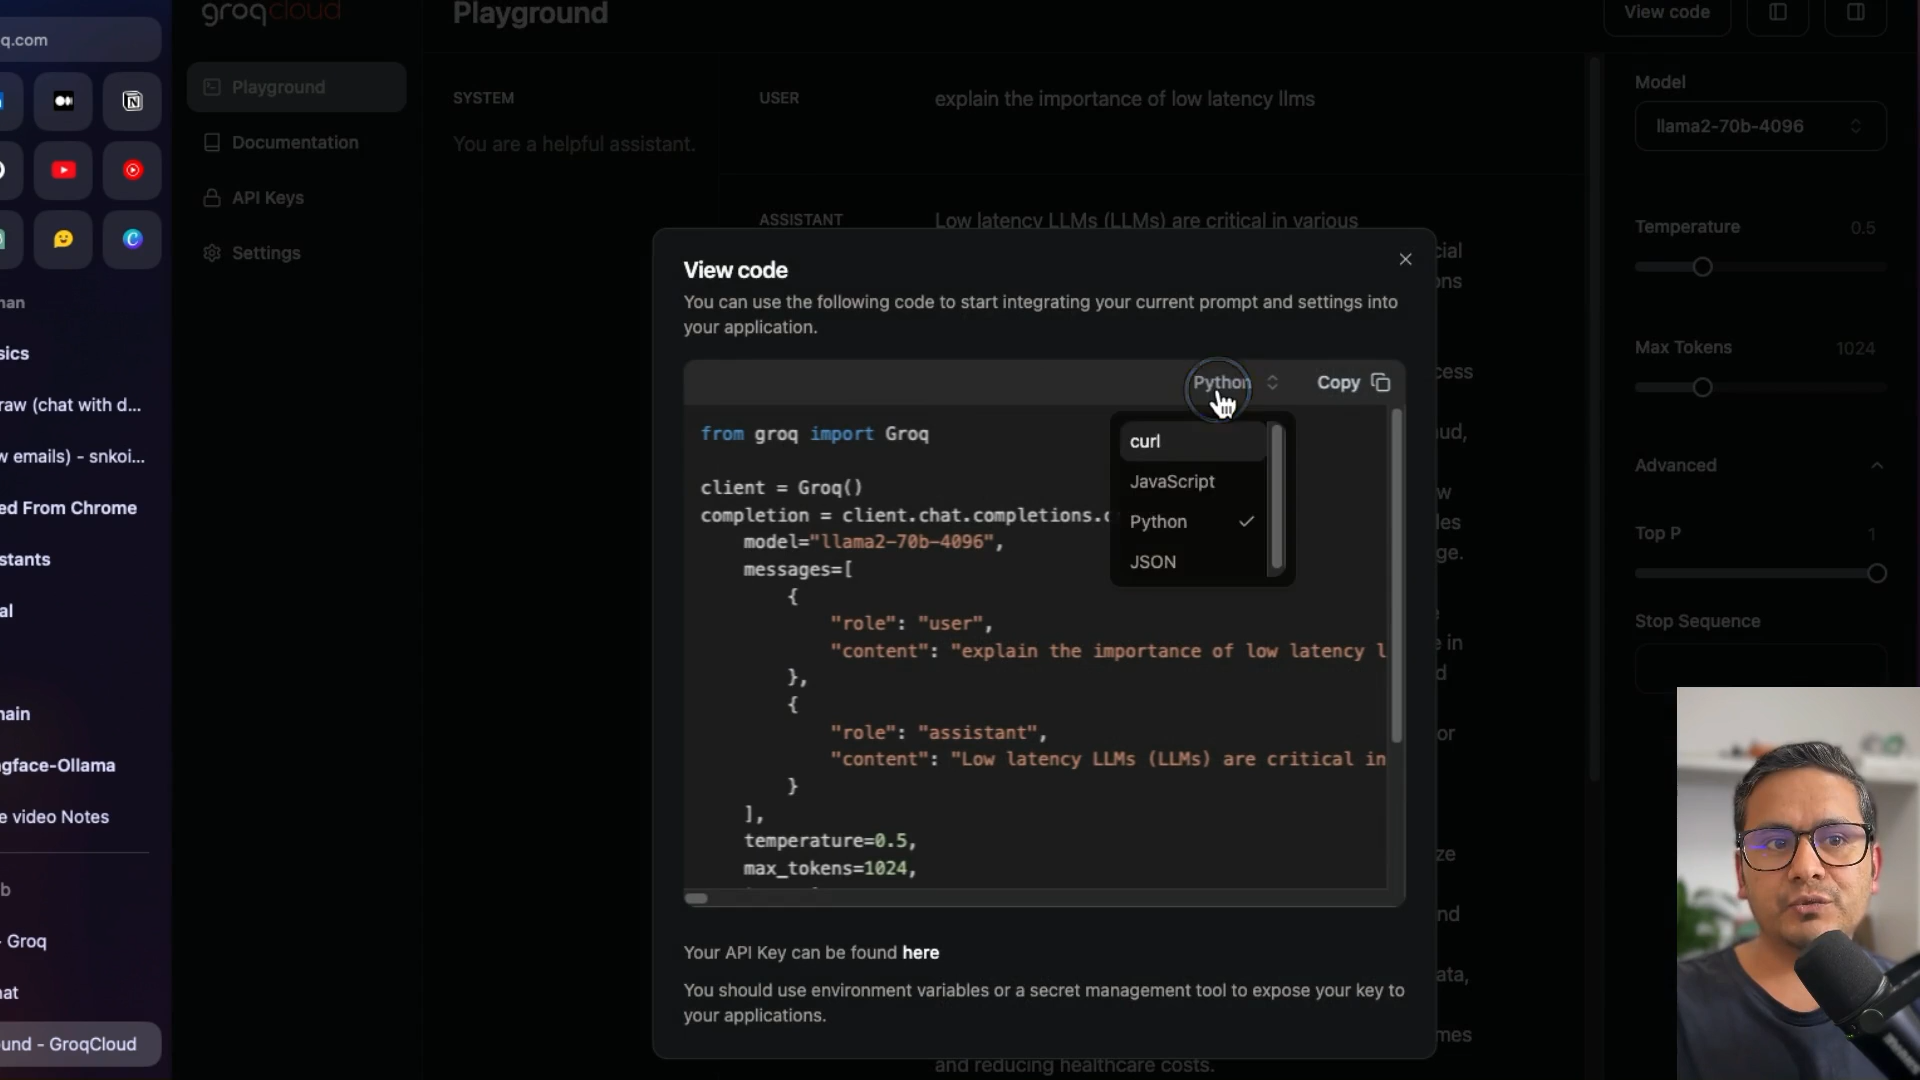 q.com
groqcloud
Playground
View code
Playground
Documentation
API Keys
Settings
SYSTEM
You are a helpful assistant.
USER
explain the importance of low latency llms
ASSISTANT
Low latency LLMs (LLMs) are critical in various
and reducing healthcare costs.
Model
llama2-70b-4096
Temperature
0.5
Max Tokens
1024
Advanced
Top P
1
Stop Sequence
View code
You can use the following code to start integrating your current prompt and settings into
your application.
Python
Copy
curl
JavaScript
Python
JSON
from groq import Groq
client = Groq()
completion = client.chat.completions.c
model="llama2-70b-4096",
messages=[
{
"role": "user",
"content": "explain the importance of low latency l
},
{
"role": "assistant",
"content": "Low latency LLMs (LLMs) are critical in
}
],
temperature=0.5,
max_tokens=1024,
Your API Key can be found here
You should use environment variables or a secret management tool to expose your key to
your applications.
nan
sics
raw (chat with d...
w emails) - snkoi...
ed From Chrome
stants
al
hain
gface-Ollama
e video Notes
b
- Groq
hat
und - GroqCloud